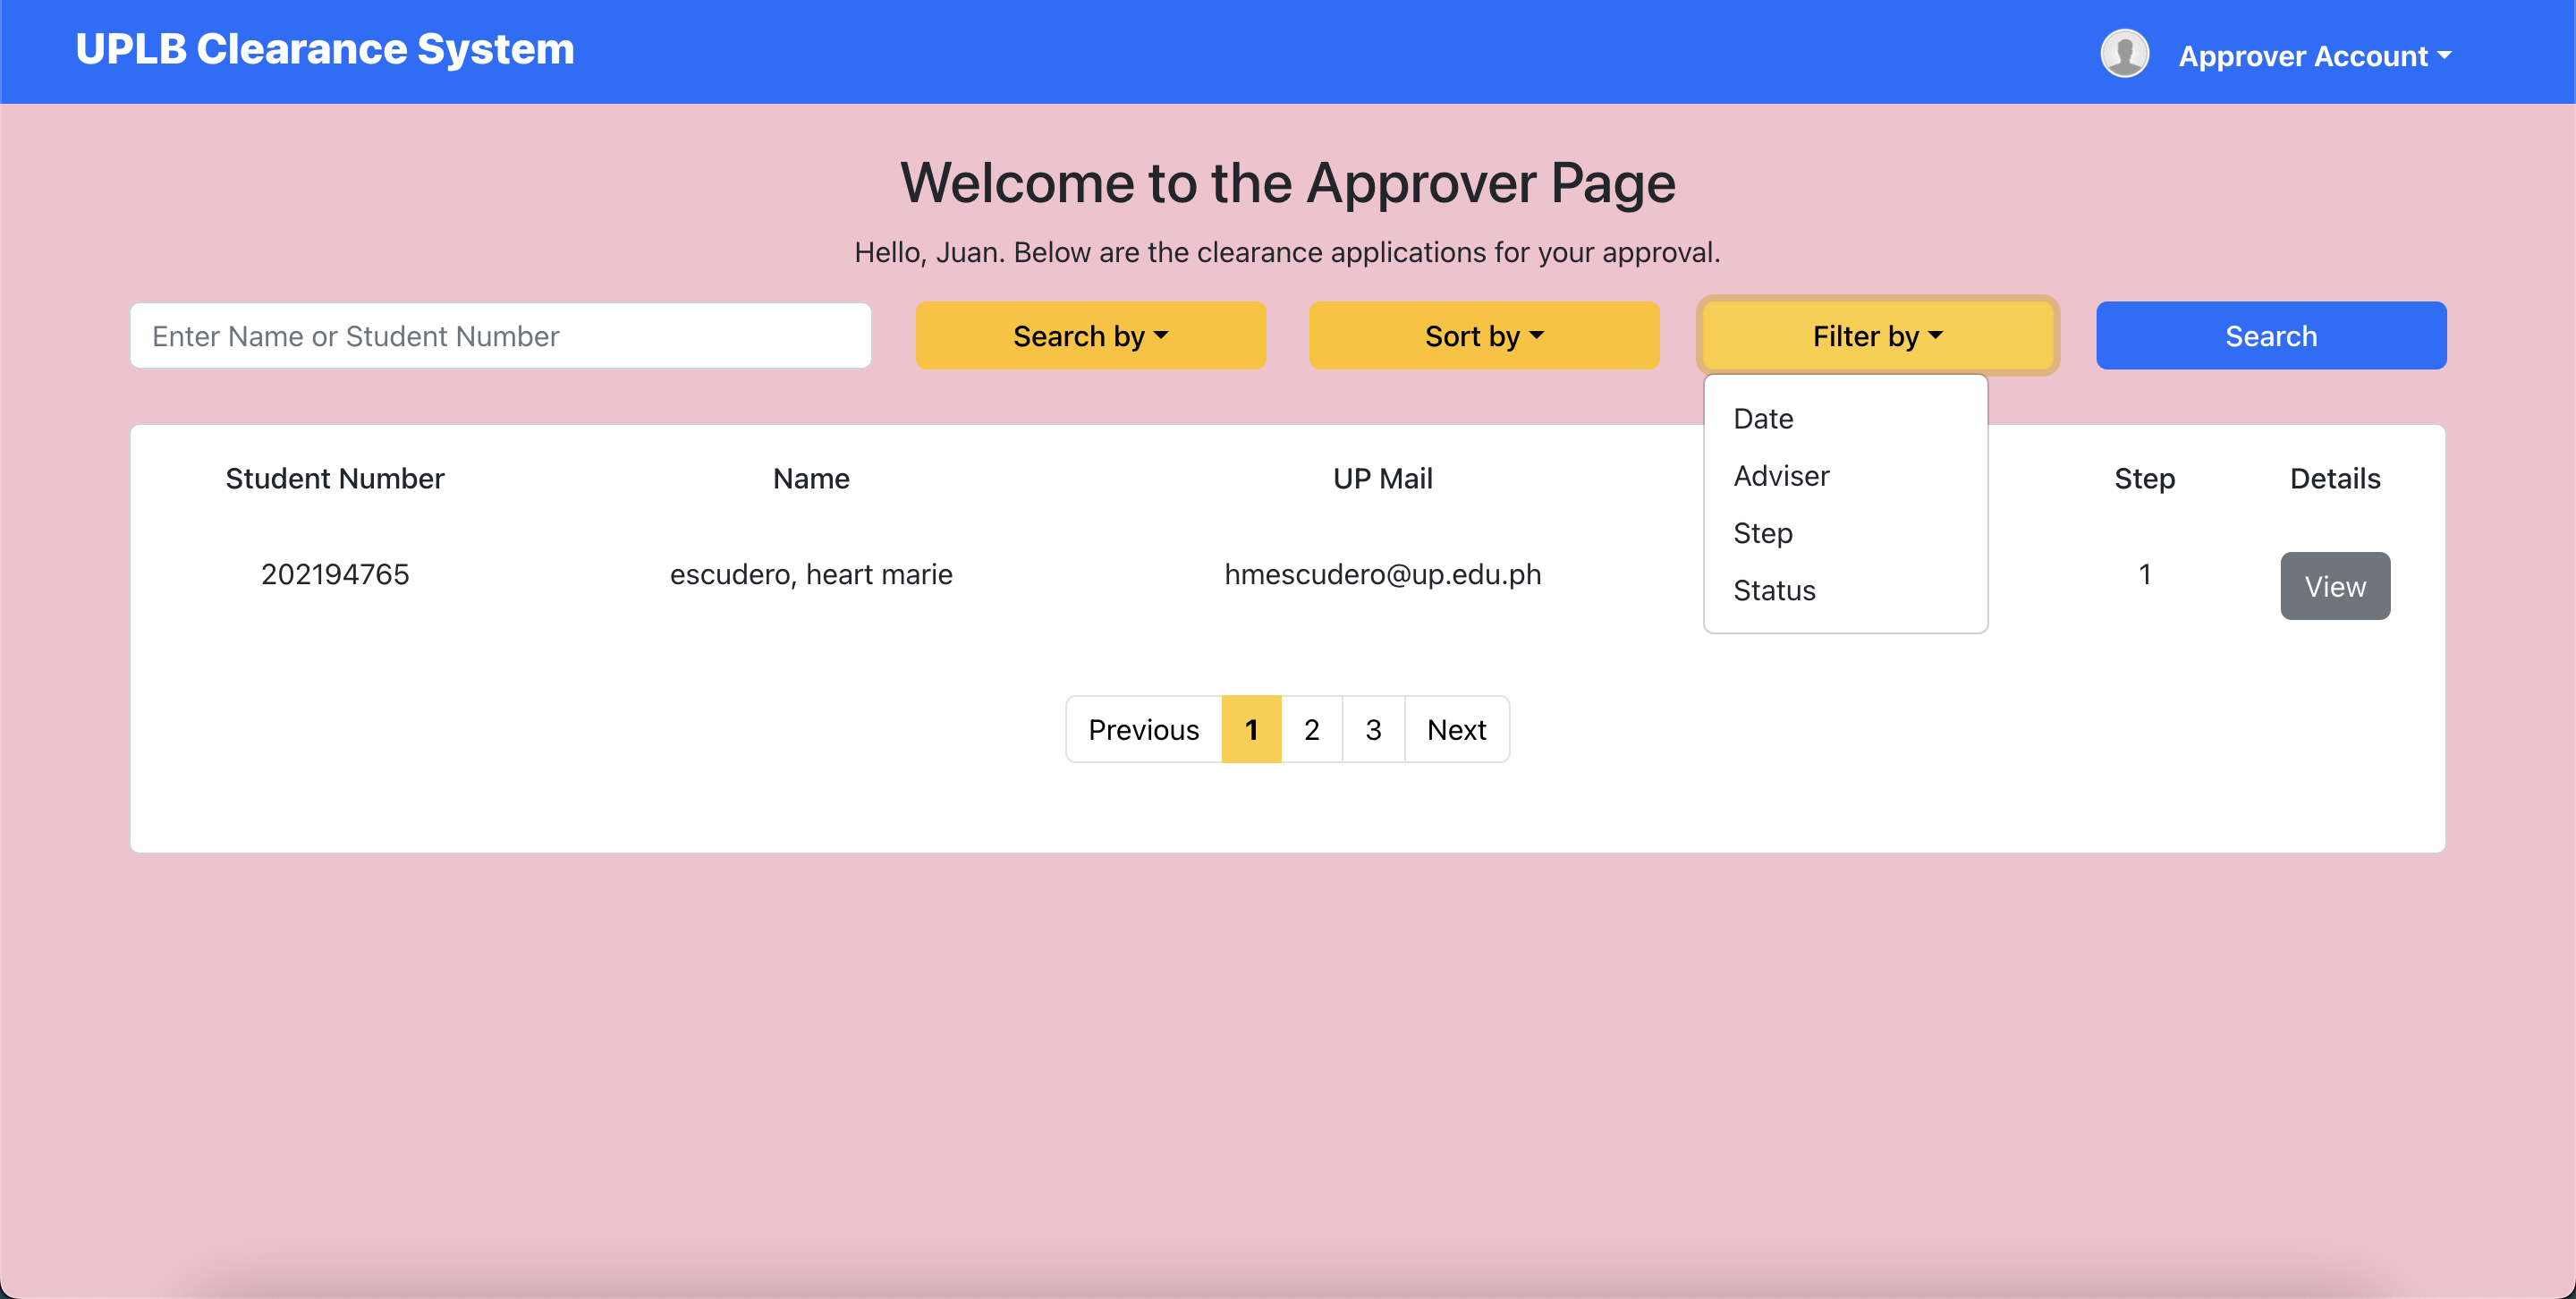 UPLB Clearance System
Approver Account
Welcome to the Approver Page
Hello, Juan. Below are the clearance applications for your approval.
Enter Name or Student Number
Search by
Sort by
Filter by
Search
Date
Adviser
Step
Status
Student Number Name UP Mail Step Details
202194765 escudero, heart marie hmescudero@up.edu.ph 1 View
Previous 1 2 3 Next